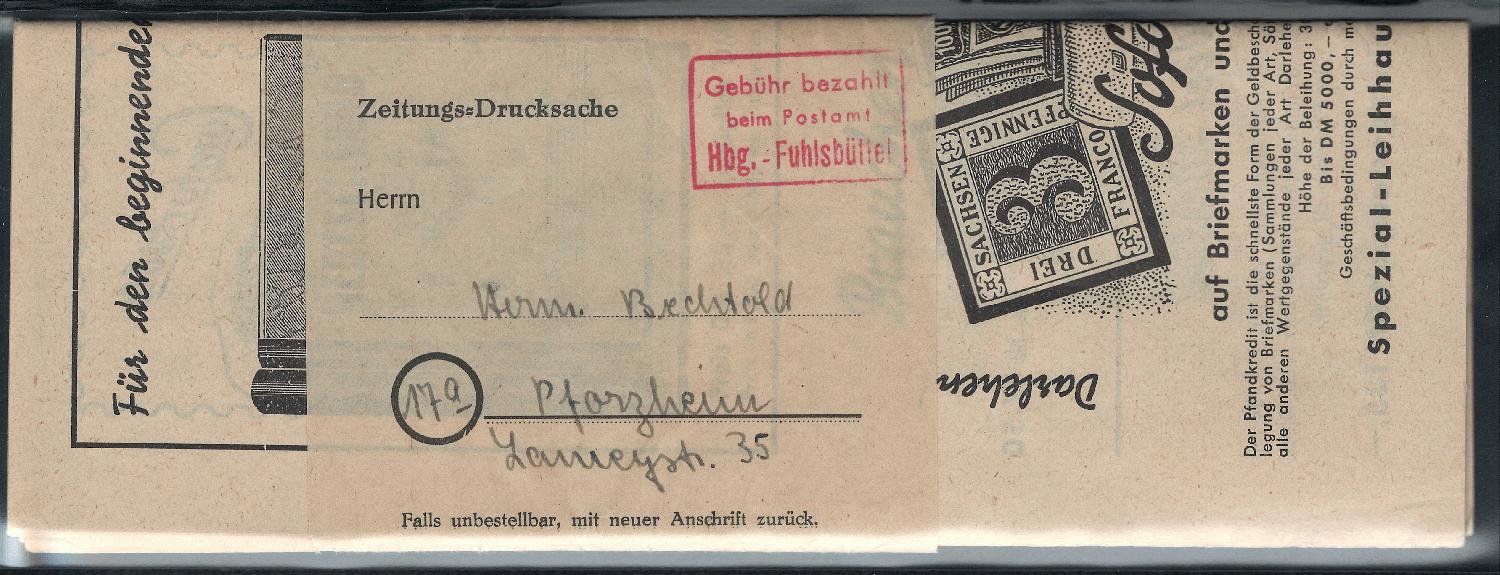 Für den beginnenden
Zeitungs-Drucksache
Gebühr bezahlt
beim Postamt
Hbg.-Fuhlsbüttel
Herrn
Herm. Bechtold
17a
Pforzheim
Lameystr. 35
Falls unbestellbar, mit neuer Anschrift zurück.
SACHSEN
DREI
PFENNIGE
FRANCO
3
Sofo
Darlehen
auf Briefmarken und
Der Pfandkredit ist die schnellste Form der Geldbesch
legung von Briefmarken (Sammlungen jeder Art, Sä
alle anderen Wertgegenstände jeder Art Darlehe
Höhe der Beleihung: 3
Bis DM 5000,–
Geschäftsbedingungen durch m
Spezial-Leihhau